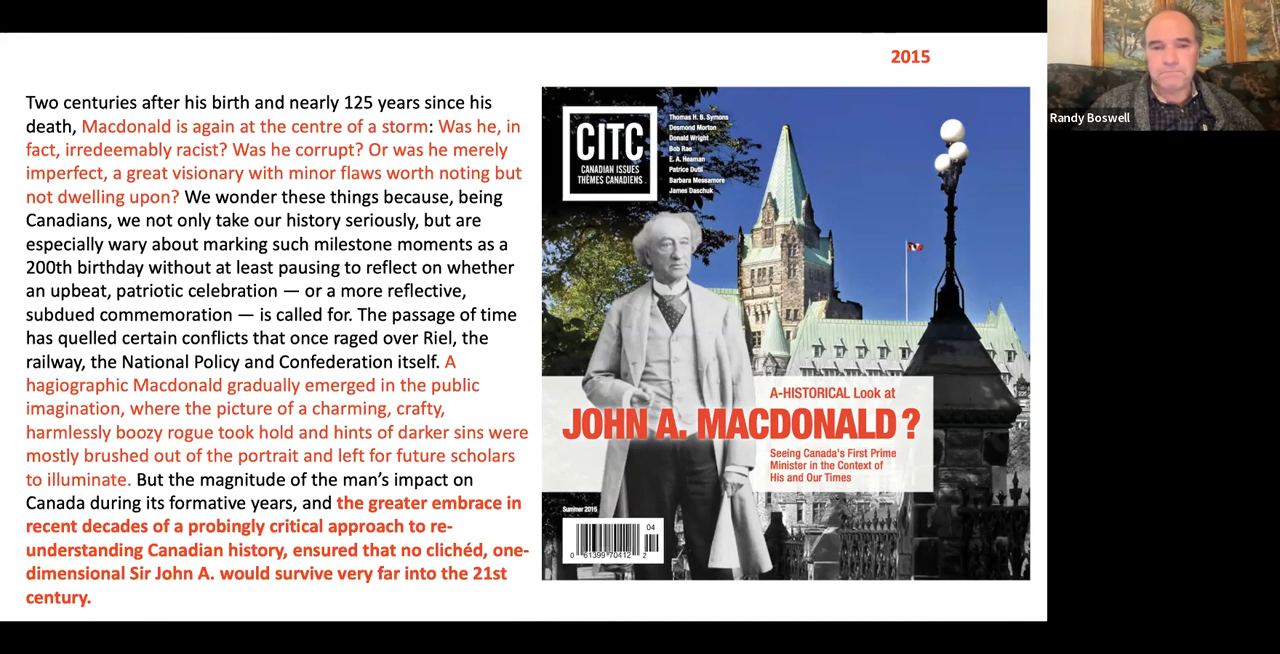 2015
Two centuries after his birth and nearly 125 years since his
death, Macdonald is again at the centre of a storm: Was he, in
fact, irredeemably racist? Was he corrupt? Or was he merely
imperfect, a great visionary with minor flaws worth noting but
not dwelling upon? We wonder these things because, being
Canadians, we not only take our history seriously, but are
especially wary about marking such milestone moments as a
200th birthday without at least pausing to reflect on whether
an upbeat, patriotic celebration — or a more reflective,
subdued commemoration — is called for. The passage of time
has quelled certain conflicts that once raged over Riel, the
railway, the National Policy and Confederation itself. A
hagiographic Macdonald gradually emerged in the public
imagination, where the picture of a charming, crafty,
harmlessly boozy rogue took hold and hints of darker sins were
mostly brushed out of the portrait and left for future scholars
to illuminate. But the magnitude of the man's impact on
Canada during its formative years, and the greater embrace in
recent decades of a probingly critical approach to re-
understanding Canadian history, ensured that no clichéd, one-
dimensional Sir John A. would survive very far into the 21st
century.
CITC
CANADIAN ISSUES
THÈMES CANADIENS
Thomas H. B. Symons
Desmond Morton
Donald Wright
Bob Rae
E. A. Heaman
Patrice Dutil
Barbara Messamore
James Daschuk
A-HISTORICAL Look at
JOHN A. MACDONALD?
Seeing Canada's First Prime
Minister in the Context of
His and Our Times
Summer 2015
04
0 61399 70412 2
Randy Boswell